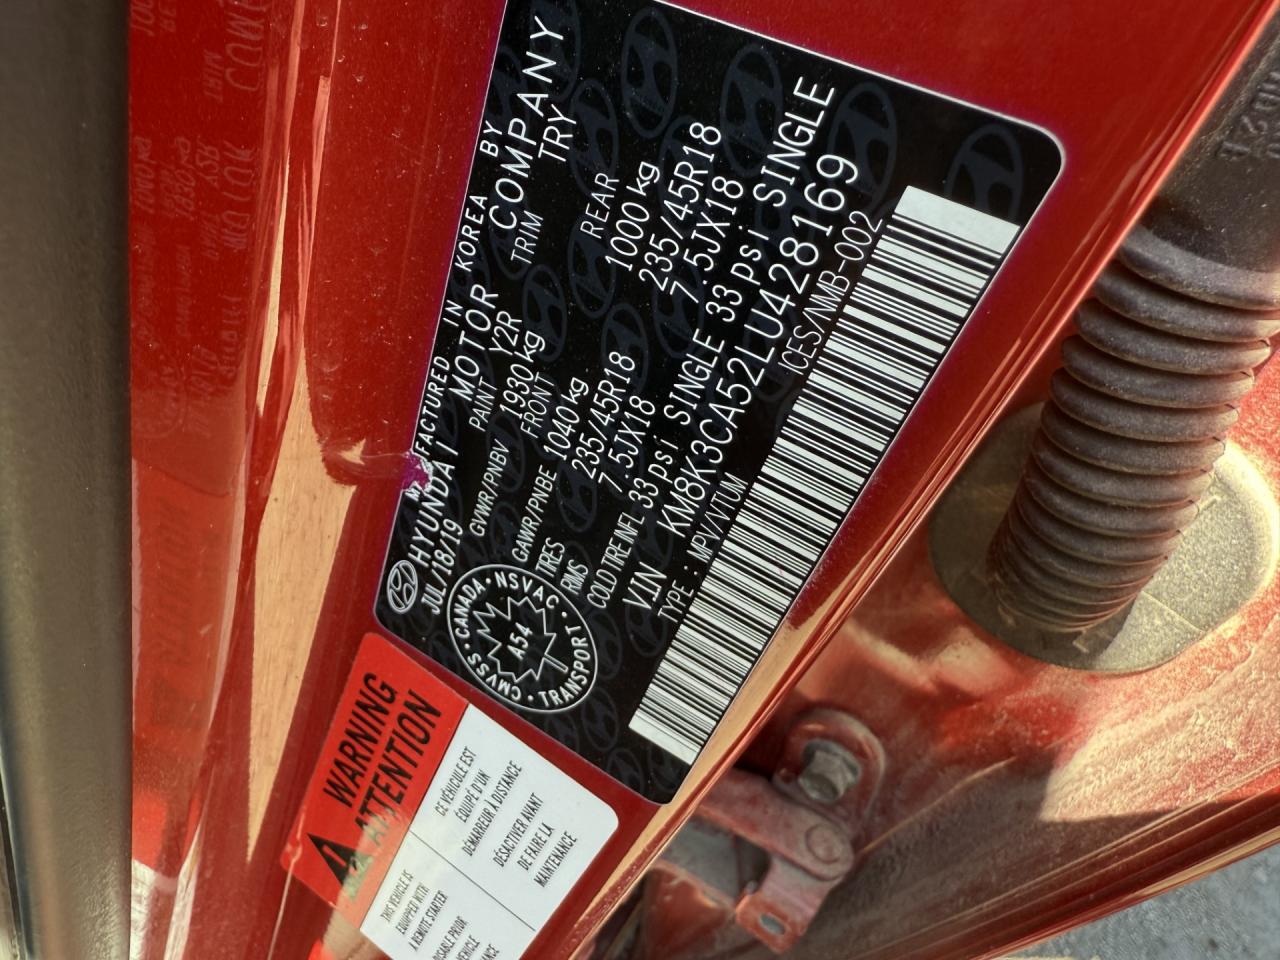 FACTURED IN KOREA BY
HYUNDAI MOTOR COMPANY
JUL/18/19 PAINT Y2R TRIM TRY
GVWR/PNBV 1930 kg
FRONT REAR
GAWR/PNBE 1040 kg 1000 kg
TIRES 235/45R18 235/45R18
RIMS 7.5JX18 7.5JX18
COLD TIRE INFL 33 psi SINGLE 33 psi SINGLE
VIN KM8K3CA52LU428169
TYPE : MPV/VTUM ICES/NMB-002
CMVSS · CANADA · NSVAC · TRANSPORT ·
A54
WARNING
ATTENTION
THIS VEHICLE IS
EQUIPPED WITH
A REMOTE STARTER
CE VÉHICULE EST
ÉQUIPÉ D'UN
DÉMARREUR À DISTANCE
DÉSACTIVER AVANT
DE FAIRE LA
MAINTENANCE